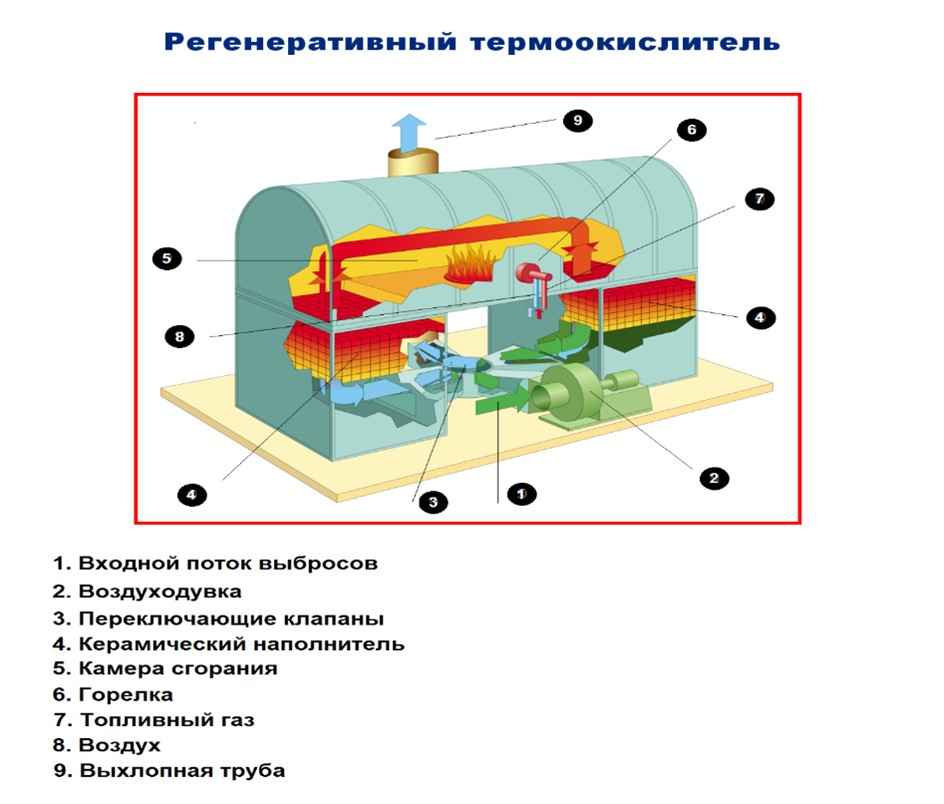 Регенеративный термоокислитель
9
6
7
5
4
8
4
3
1
2
1. Входной поток выбросов
2. Воздуходувка
3. Переключающие клапаны
4. Керамический наполнитель
5. Камера сгорания
6. Горелка
7. Топливный газ
8. Воздух
9. Выхлопная труба